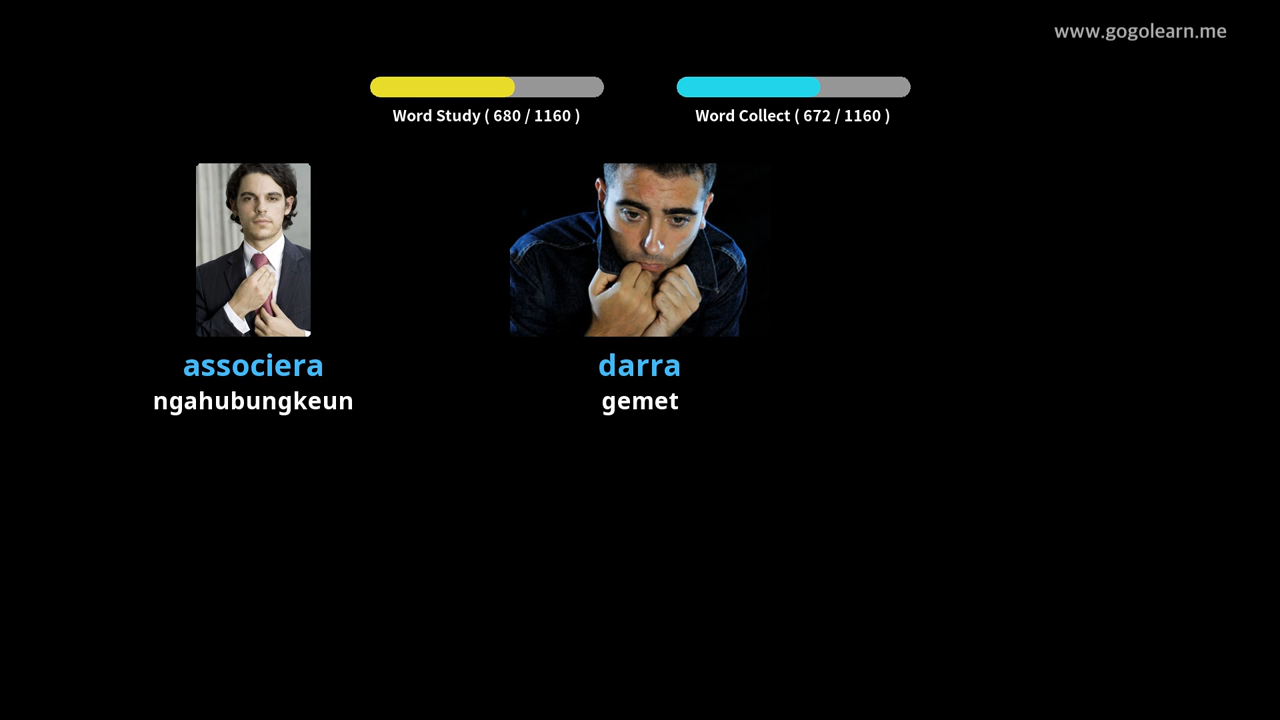 www.gogolearn.me
Word Study ( 680 / 1160 )
Word Collect ( 672 / 1160 )
associera
ngahubungkeun
darra
gemet